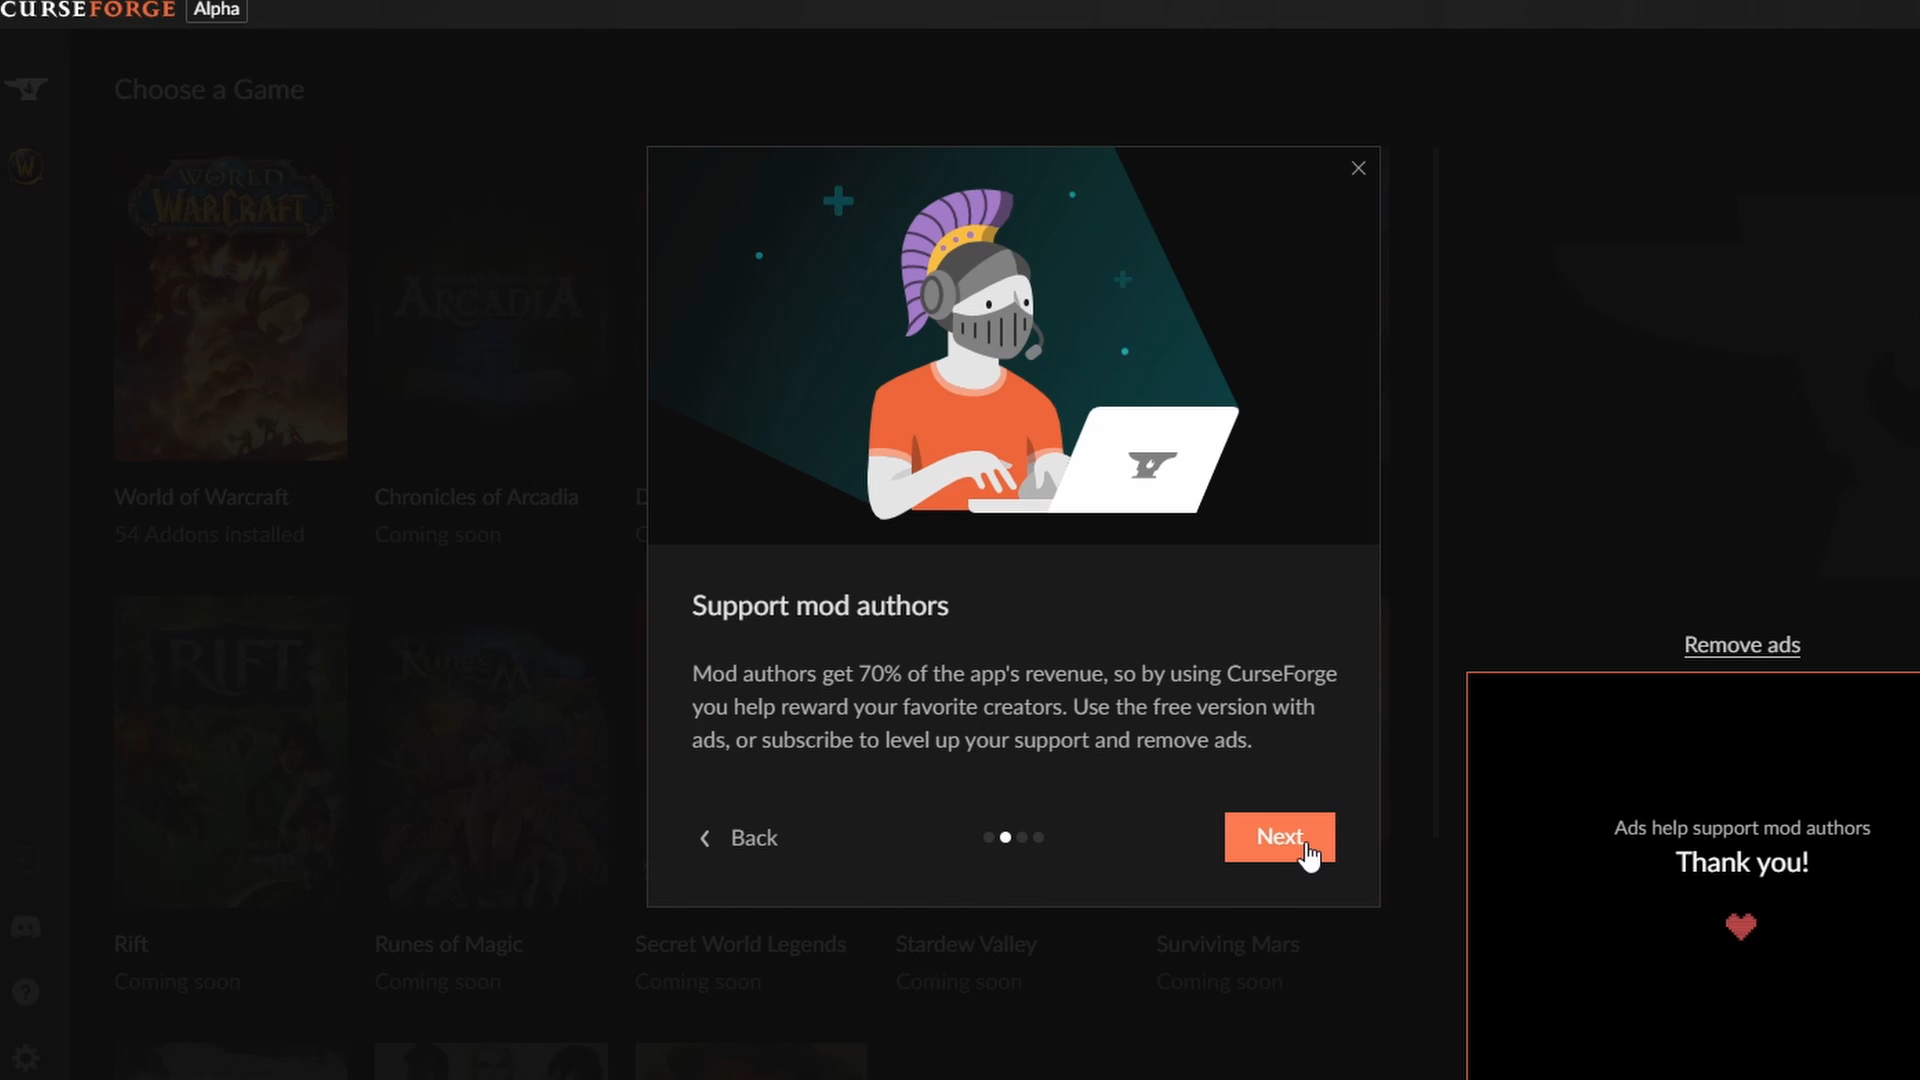 CURSEFORGE Alpha
Choose a Game
WORLD
WARCRAFT
ARCADIA
World of Warcraft
54 Addons installed
Chronicles of Arcadia
Coming soon
Support mod authors
Mod authors get 70% of the app's revenue, so by using CurseForge
you help reward your favorite creators. Use the free version with
ads, or subscribe to level up your support and remove ads.
Back
Next
Remove ads
Ads help support mod authors
Thank you!
RIFT
Rift
Coming soon
Runes of Magic
Coming soon
Secret World Legends
Coming soon
Stardew Valley
Coming soon
Surviving Mars
Coming soon